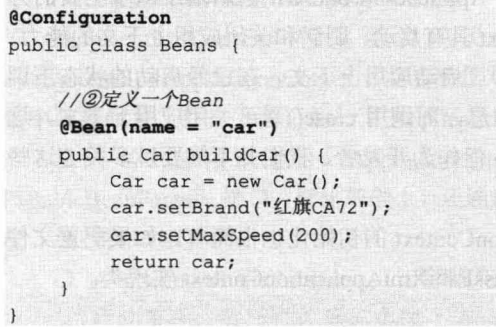 @Configuration
public class Beans {
//②定义一个Bean
@Bean(name = "car")
public Car buildCar() {
Car car = new Car();
car.setBrand("红旗CA72");
car.setMaxSpeed(200);
return car;
}
}